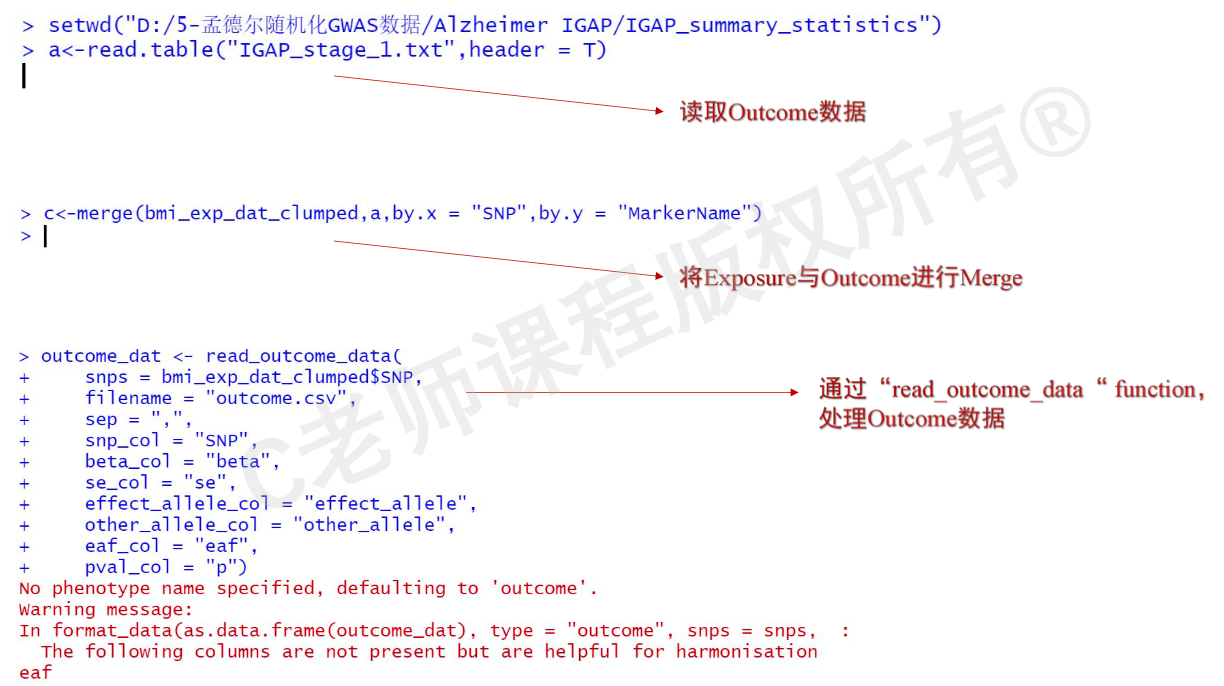 > setwd("D:/5-孟德尔随机化GWAS数据/Alzheimer IGAP/IGAP_summary_statistics")
> a<-read.table("IGAP_stage_1.txt",header = T)
读取Outcome数据
> c<-merge(bmi_exp_dat_clumped,a,by.x = "SNP",by.y = "MarkerName")
>
将Exposure与Outcome进行Merge
> outcome_dat <- read_outcome_data(
+     snps = bmi_exp_dat_clumped$SNP,
+     filename = "outcome.csv",
+     sep = ",",
+     snp_col = "SNP",
+     beta_col = "beta",
+     se_col = "se",
+     effect_allele_col = "effect_allele",
+     other_allele_col = "other_allele",
+     eaf_col = "eaf",
+     pval_col = "p")
通过“read_outcome_data“ function,
处理Outcome数据
No phenotype name specified, defaulting to 'outcome'.
Warning message:
In format_data(as.data.frame(outcome_dat), type = "outcome", snps = snps,  :
  The following columns are not present but are helpful for harmonisation
eaf
C老师课程版权所有®